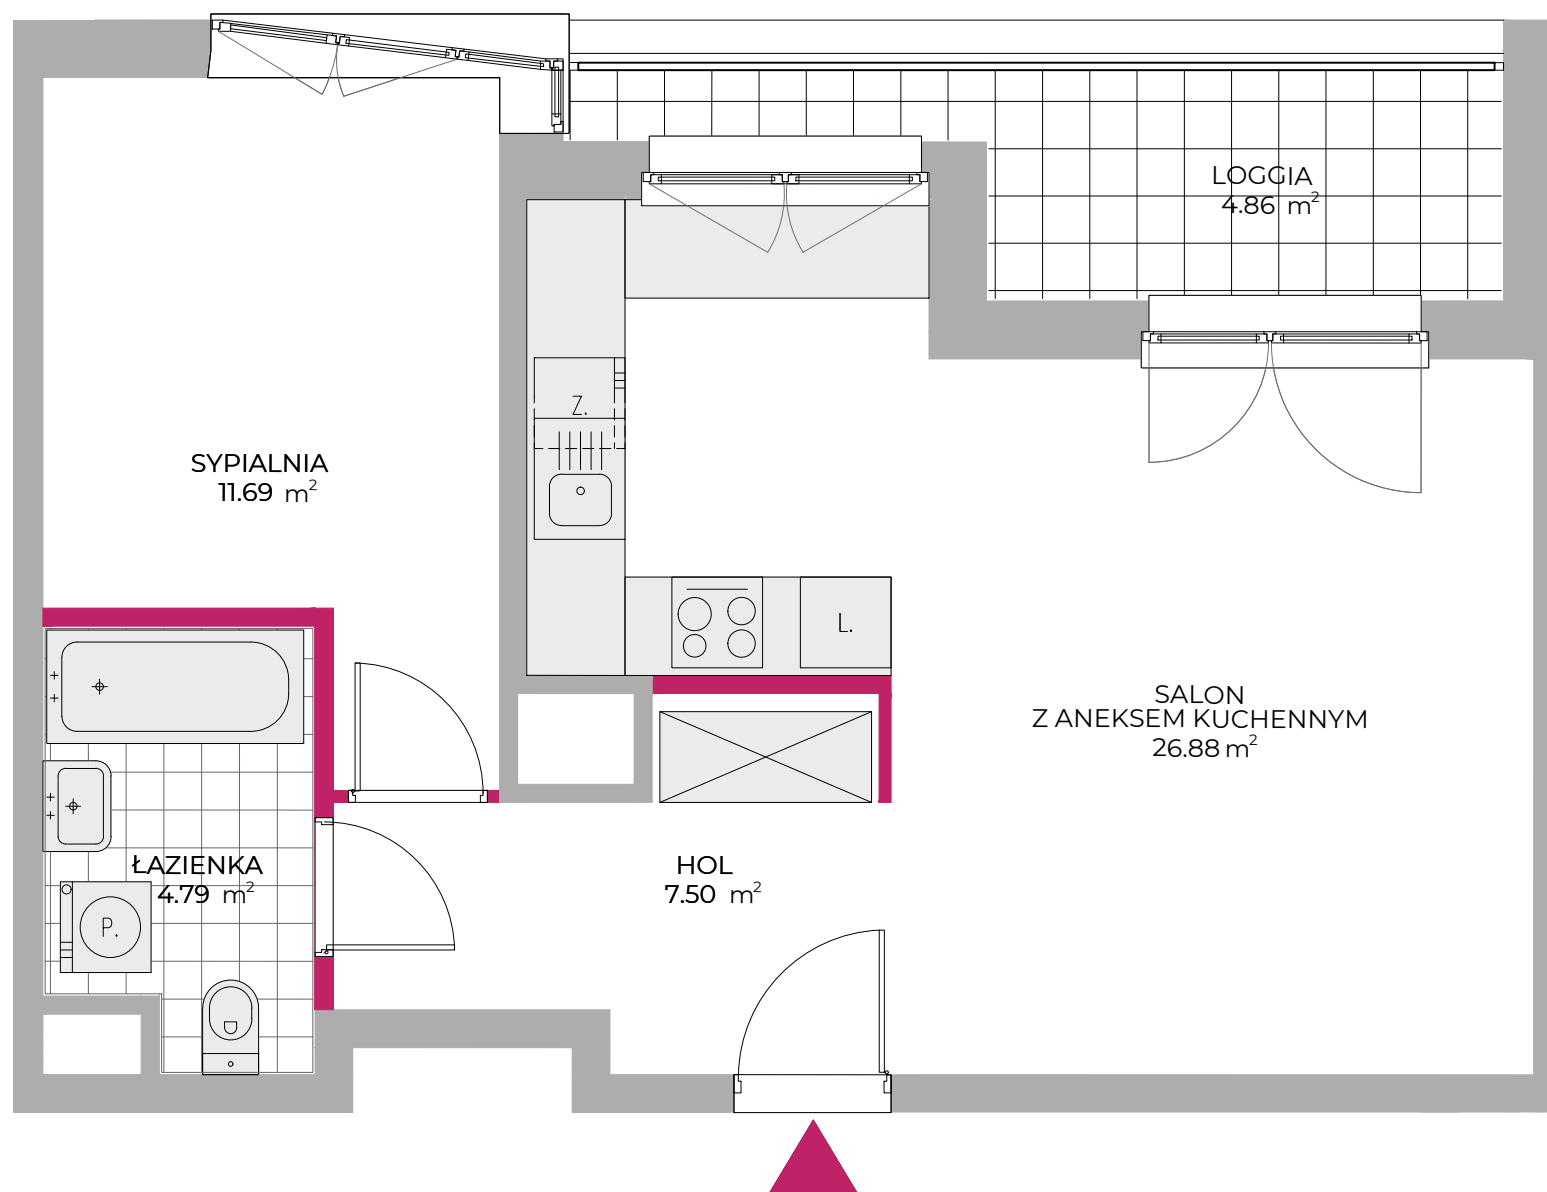 LOGGIA
4.86 m²
Z.
SYPIALNIA
11.69 m²
L.
SALON
Z ANEKSEM KUCHENNYM
26.88 m²
ŁAZIENKA
4.79 m²
HOL
7.50 m²
P.